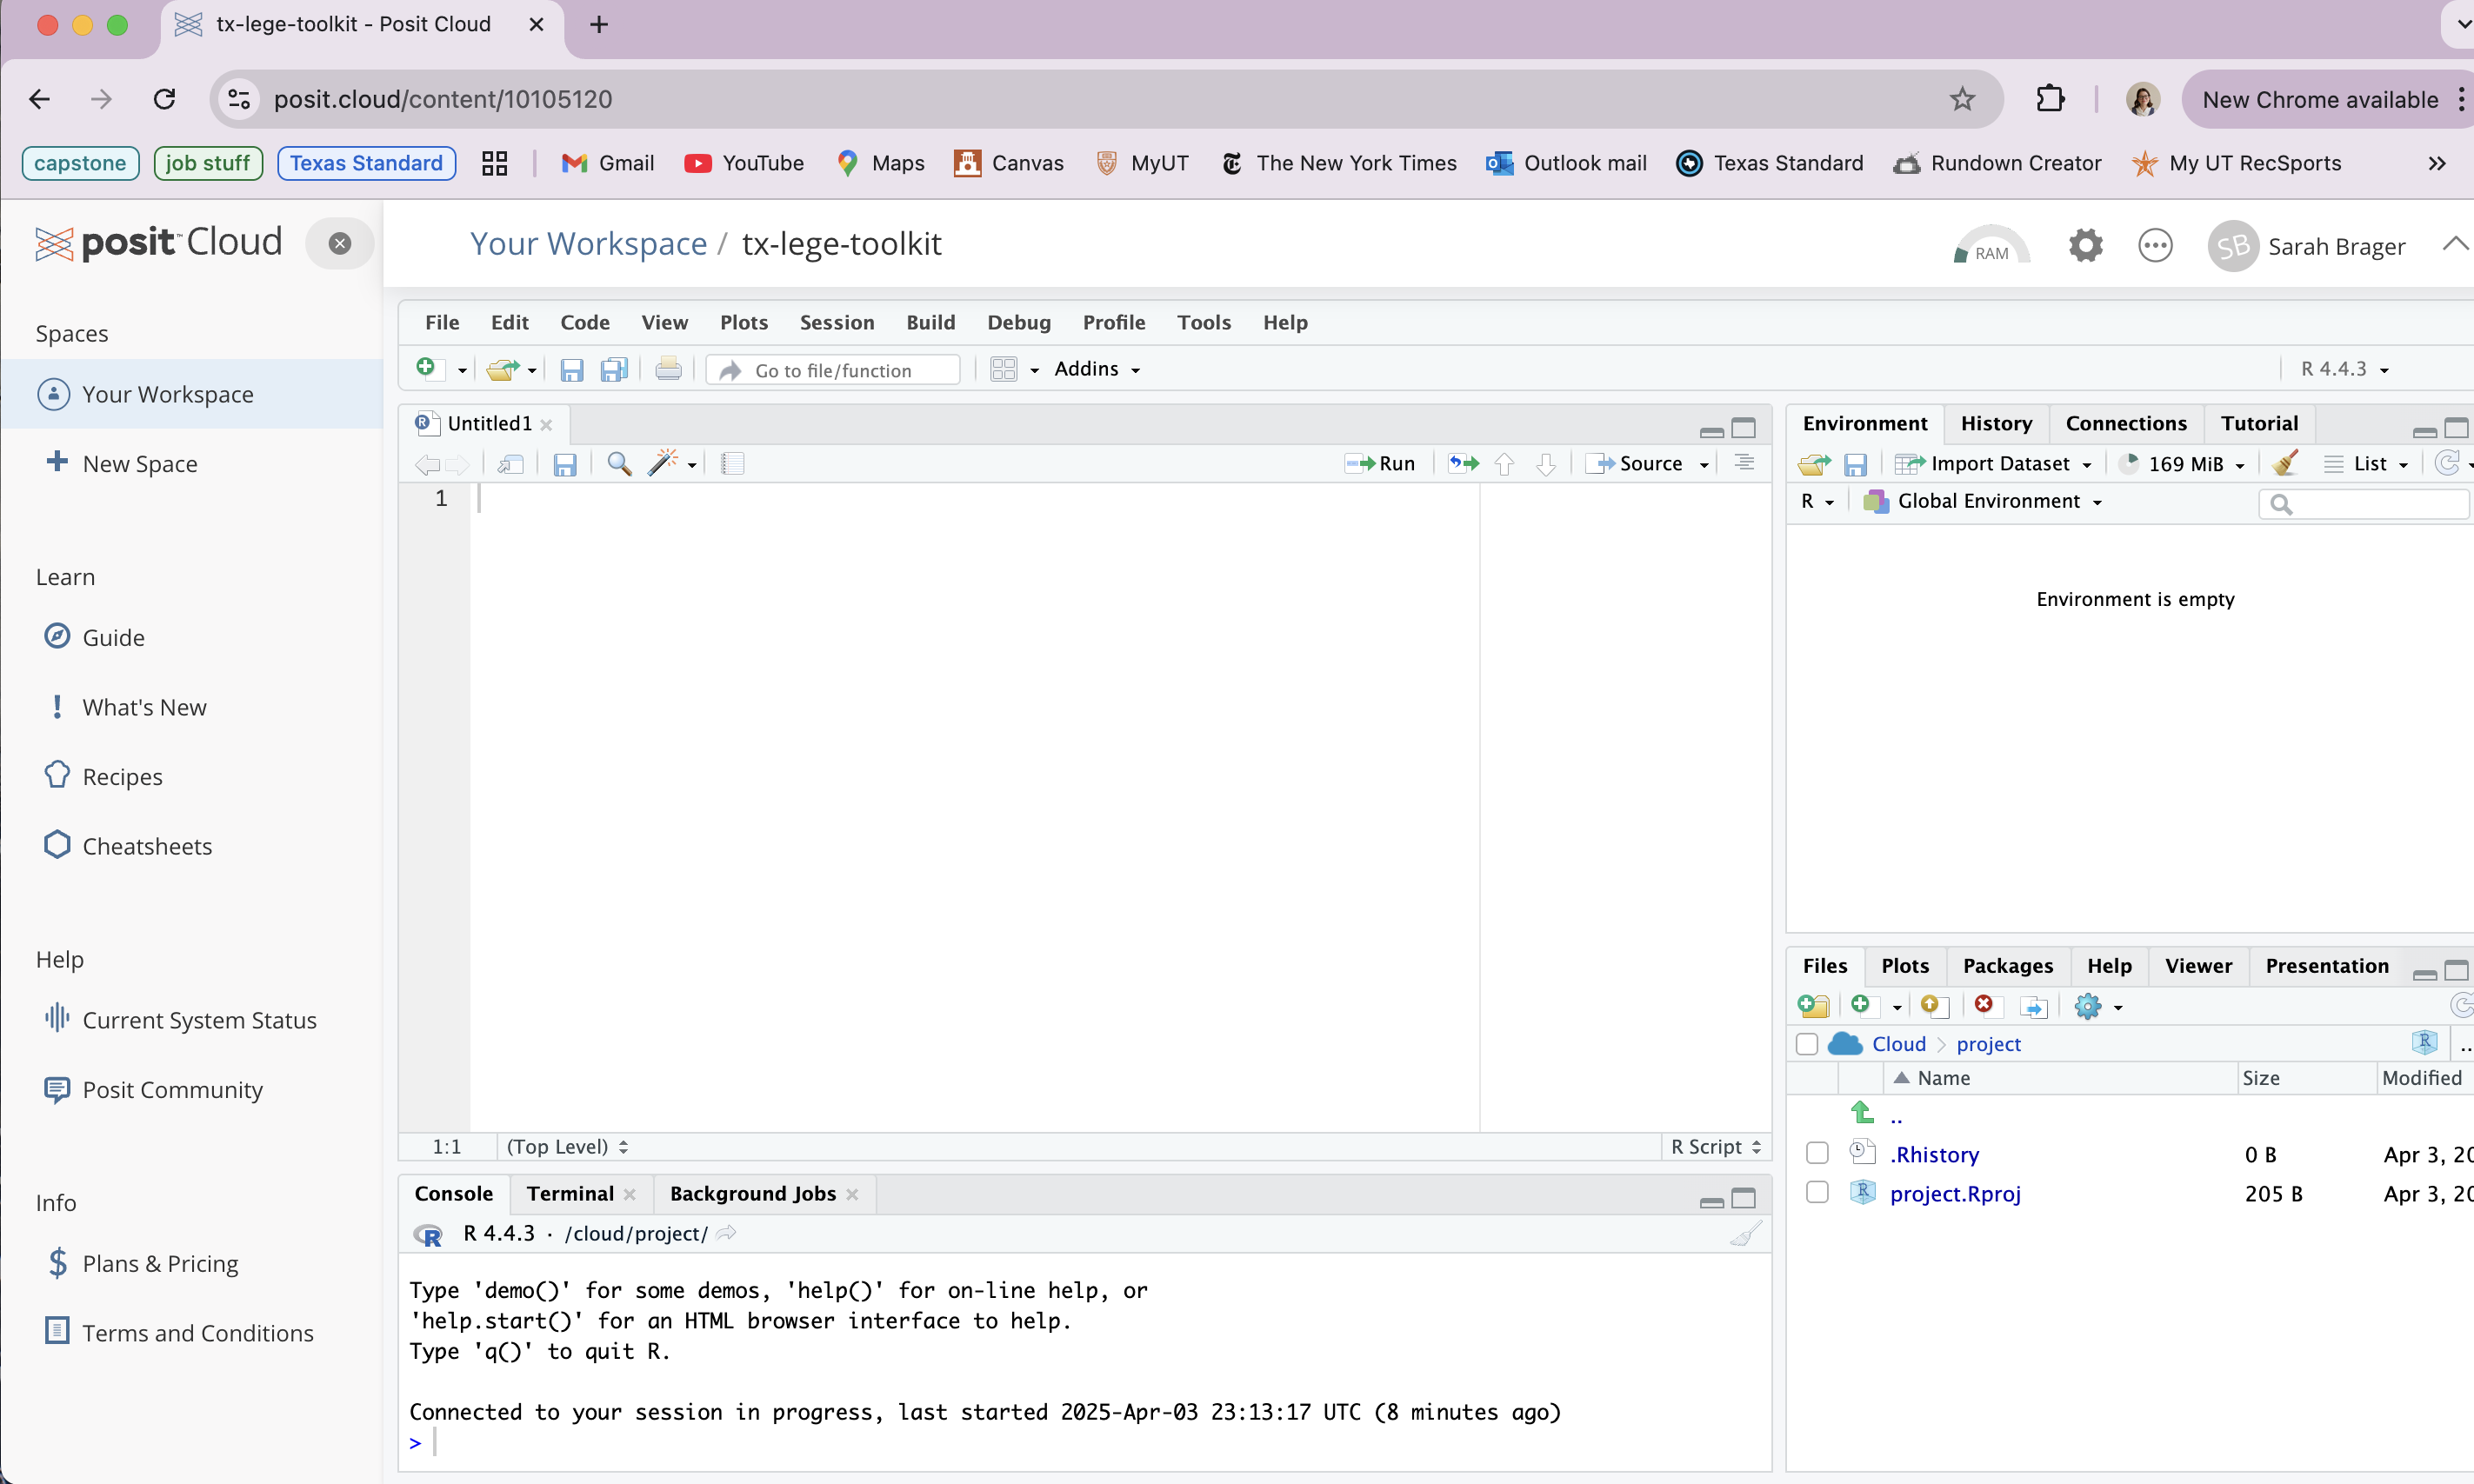 tx-lege-toolkit - Posit Cloud
posit.cloud/content/10105120
New Chrome available
capstone job stuff Texas Standard Gmail YouTube Maps Canvas MyUT The New York Times Outlook mail Texas Standard Rundown Creator My UT RecSports »
posit™ Cloud
Your Workspace / tx-lege-toolkit
RAM
SB Sarah Brager
Spaces
Your Workspace
New Space
Learn
Guide
What's New
Recipes
Cheatsheets
Help
Current System Status
Posit Community
Info
Plans & Pricing
Terms and Conditions
File Edit Code View Plots Session Build Debug Profile Tools Help
Go to file/function Addins R 4.4.3
Untitled1
Run Source
1
1:1 (Top Level) R Script
Console Terminal Background Jobs
R 4.4.3 · /cloud/project/
Type 'demo()' for some demos, 'help()' for on-line help, or
'help.start()' for an HTML browser interface to help.
Type 'q()' to quit R.
Connected to your session in progress, last started 2025-Apr-03 23:13:17 UTC (8 minutes ago)
>
Environment History Connections Tutorial
Import Dataset 169 MiB List
R Global Environment
Environment is empty
Files Plots Packages Help Viewer Presentation
Cloud project ..
Name Size Modified
..
.Rhistory 0 B Apr 3, 20
project.Rproj 205 B Apr 3, 20